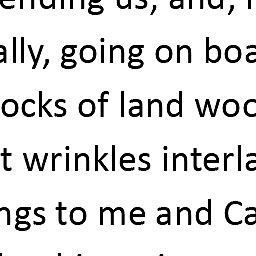 ending us, and, 
ally, going on boa
ocks of land woo
t wrinkles interla
ngs to me and Ca